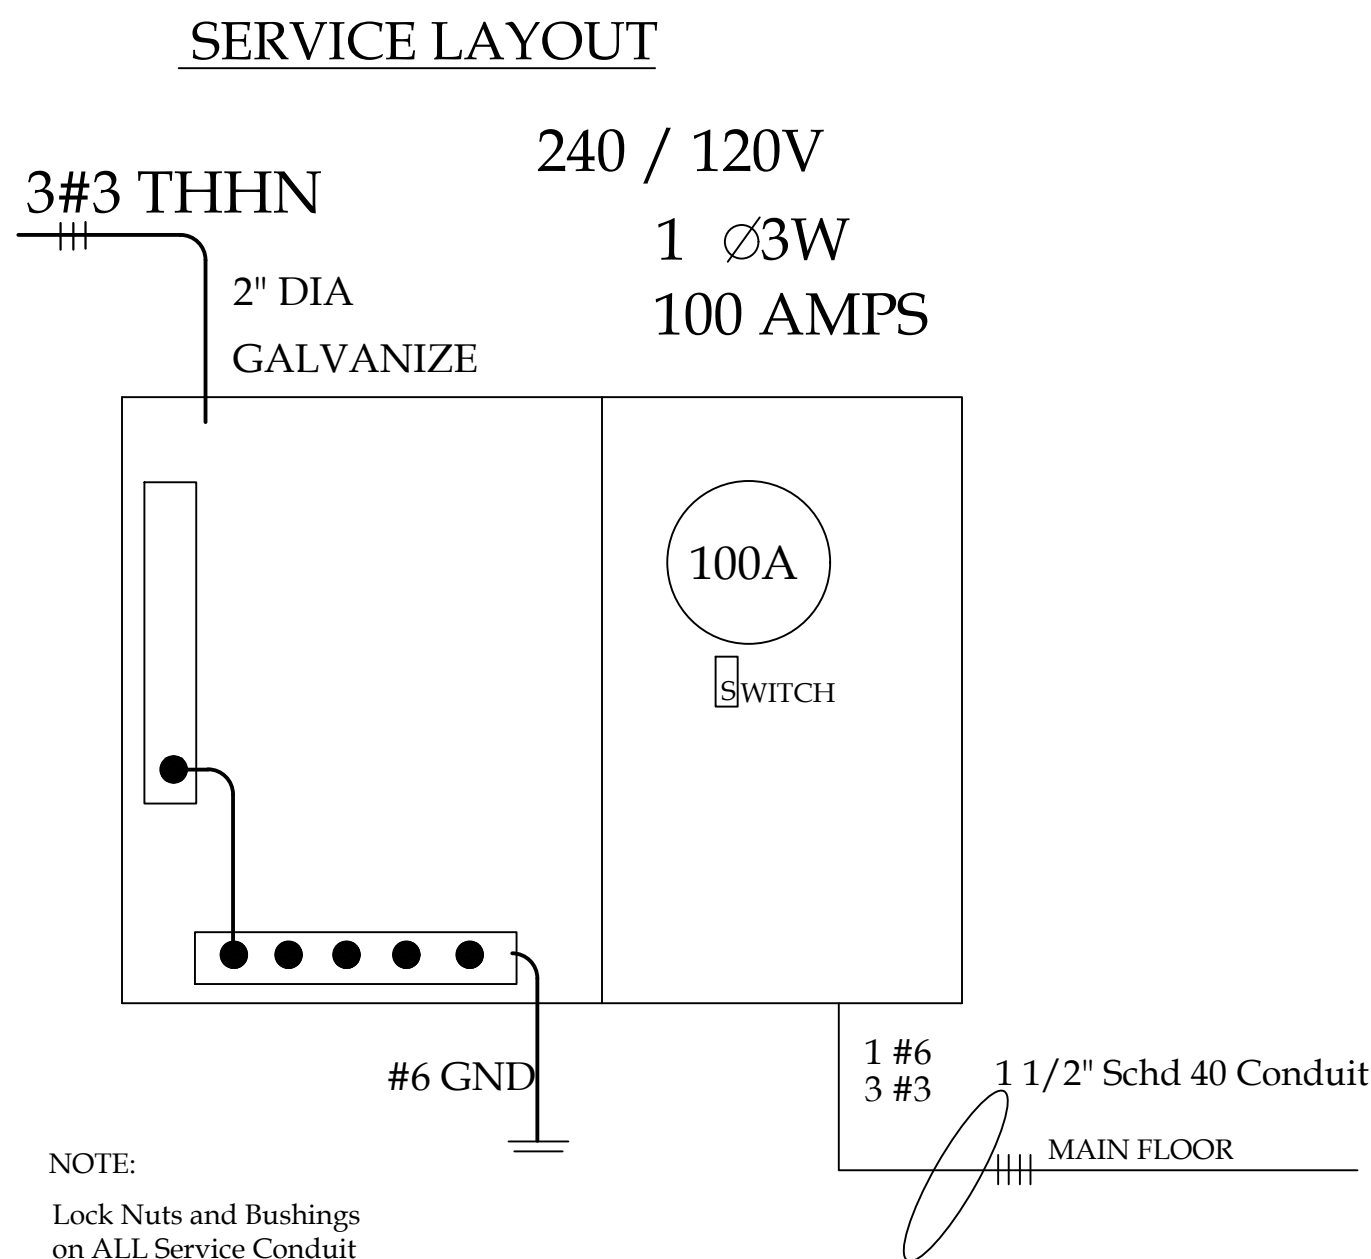 SERVICE LAYOUT
240 / 120V
3#3 THHN
1 ∅3W
2" DIA
100 AMPS
GALVANIZE
100A
SWITCH
#6 GND
1 #6
3 #3
1 1/2" Schd 40 Conduit
MAIN FLOOR
NOTE:
Lock Nuts and Bushings
on ALL Service Conduit